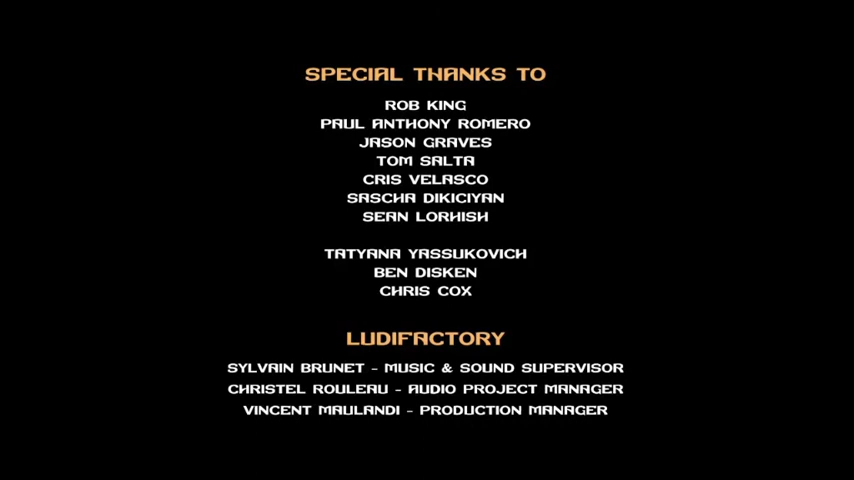 SPECIAL THANKS TO
ROB KING
PAUL ANTHONY ROMERO
JASON GRAVES
TOM SALTA
CRIS VELASCO
SASCHA DIKICIYAN
SEAN LORHISH
TATYANA YASSUKOVICH
BEN DISKEN
CHRIS COX
LUDIFACTORY
SYLVAIN BRUNET - MUSIC & SOUND SUPERVISOR
CHRISTEL ROULEAU - AUDIO PROJECT MANAGER
VINCENT MAULANDI - PRODUCTION MANAGER